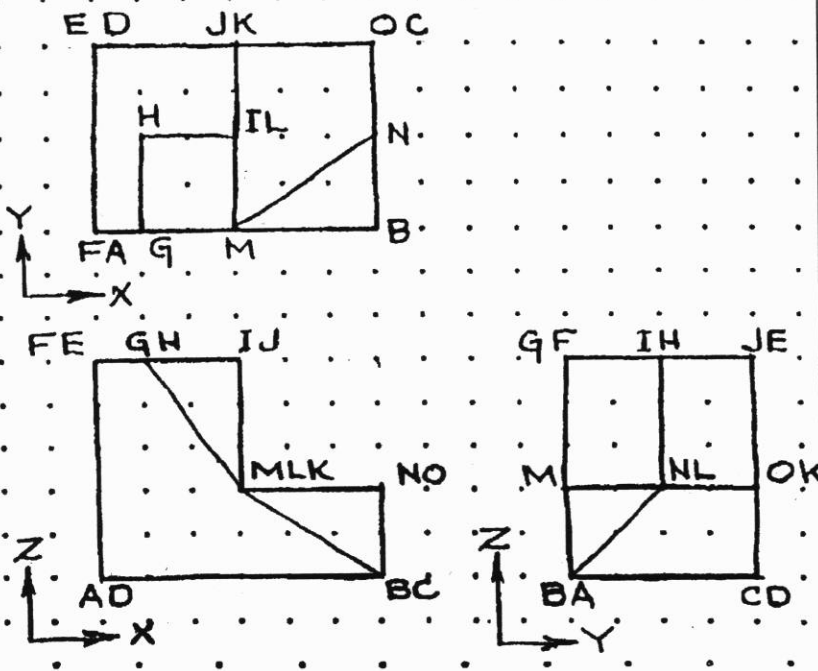 ED JK OC
H IL N
Y
FA G M B
X
FE GH IJ GF IH JE
MLK NO M NL OK
Z Z
AD BC BA CD
X Y